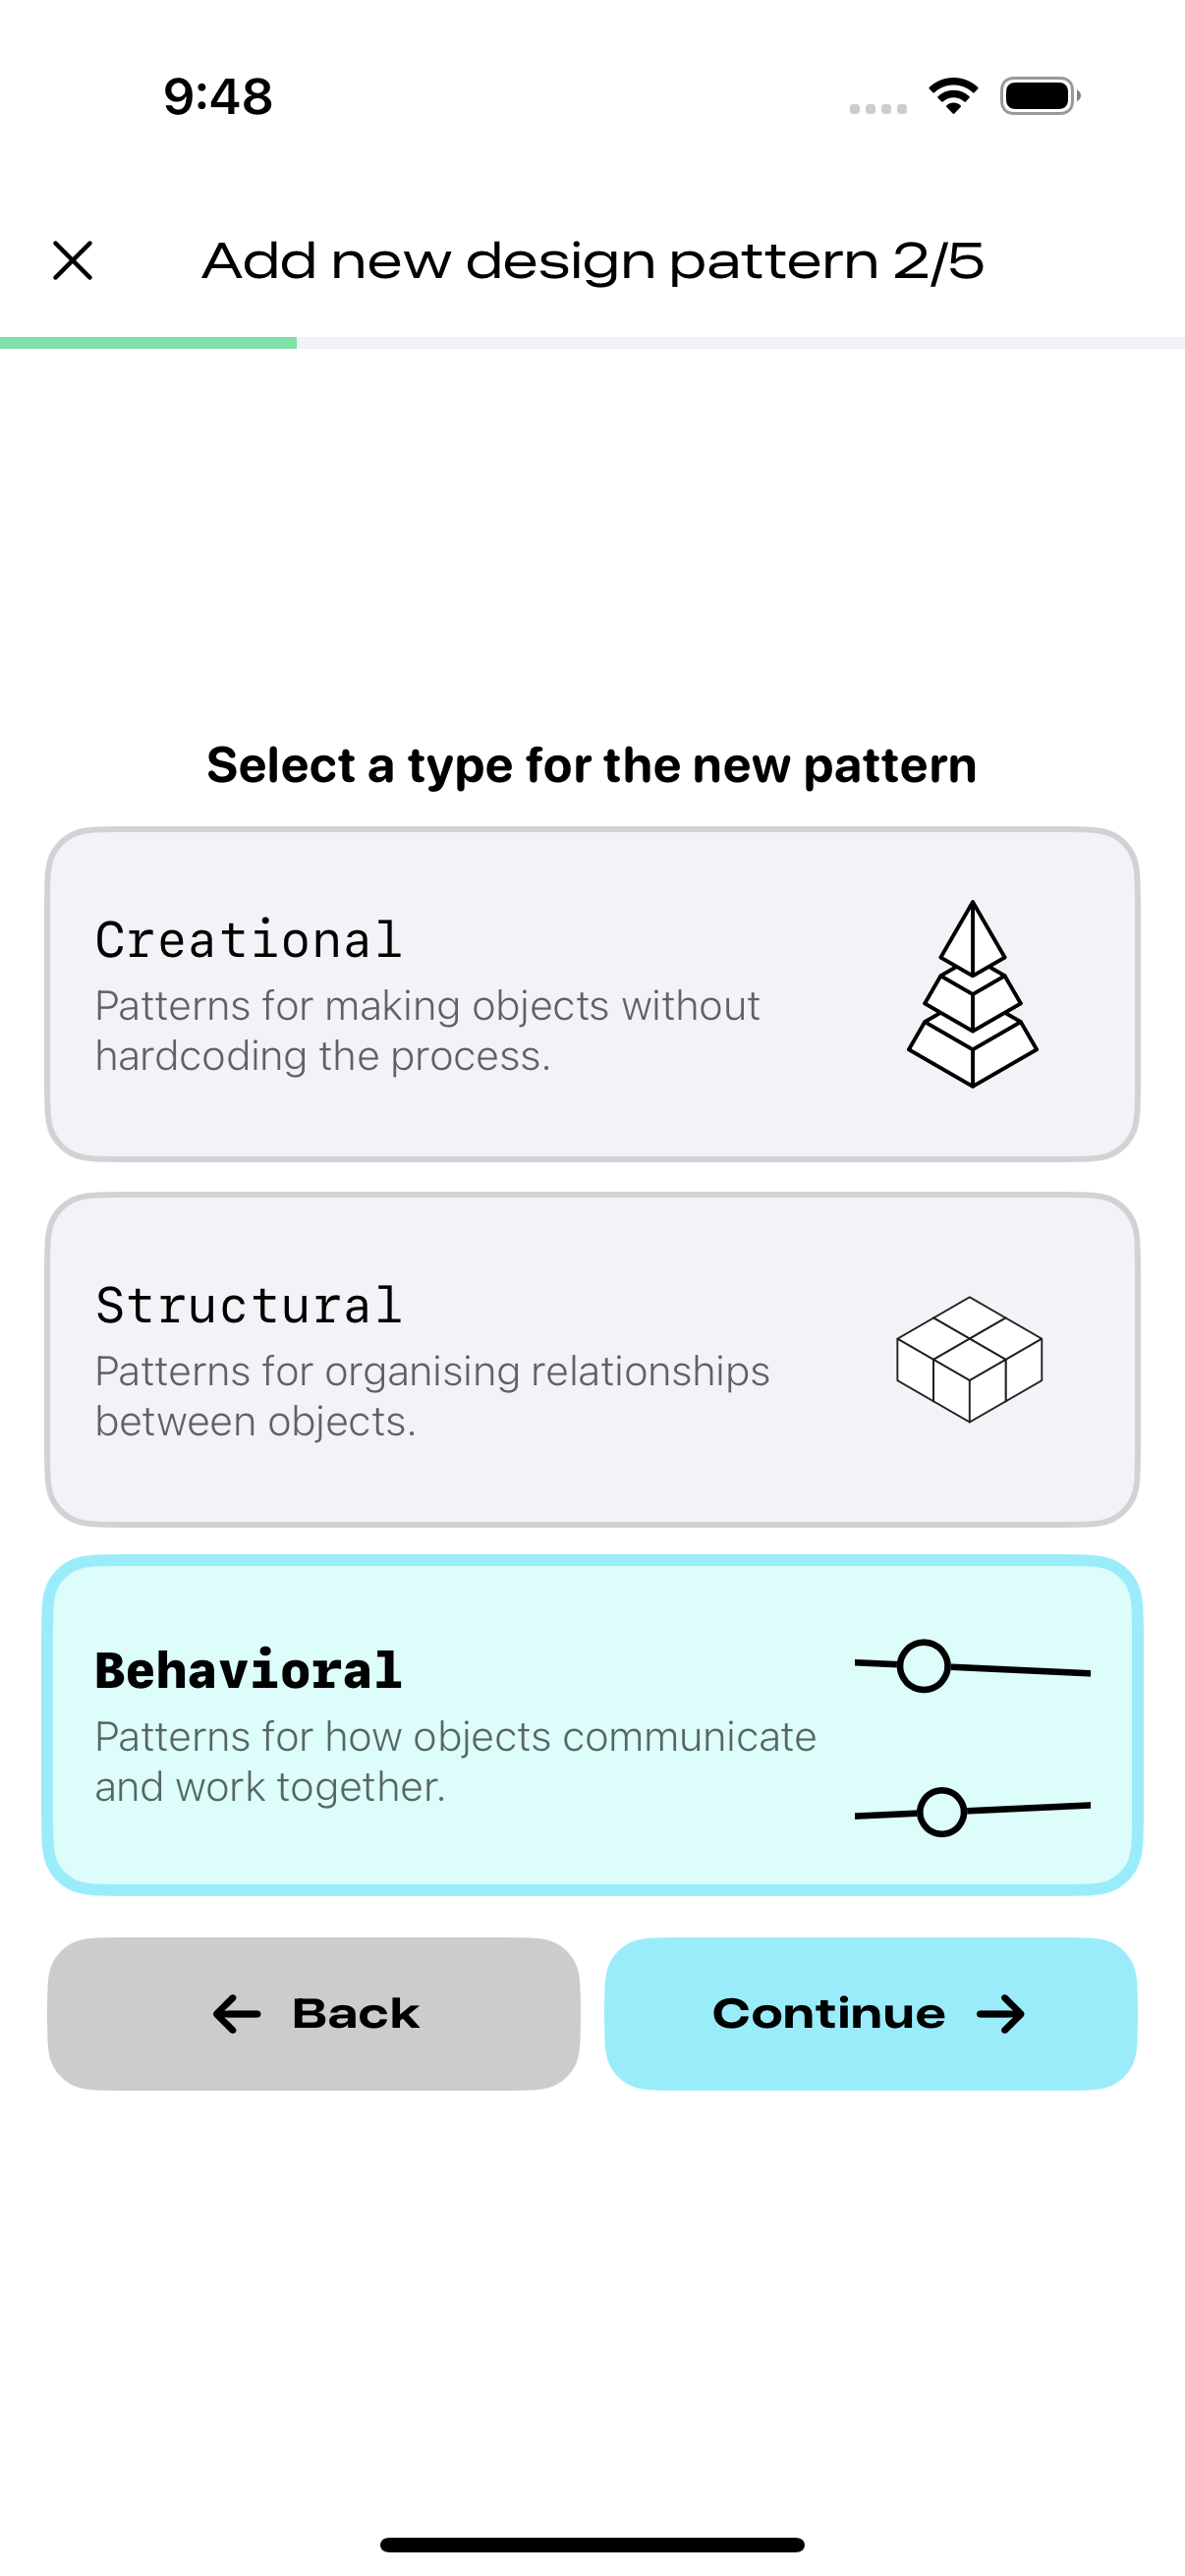 9:48
Add new design pattern 2/5
Select a type for the new pattern
Creational
Patterns for making objects without
hardcoding the process.
Structural
Patterns for organising relationships
between objects.
Behavioral
Patterns for how objects communicate
and work together.
Back
Continue